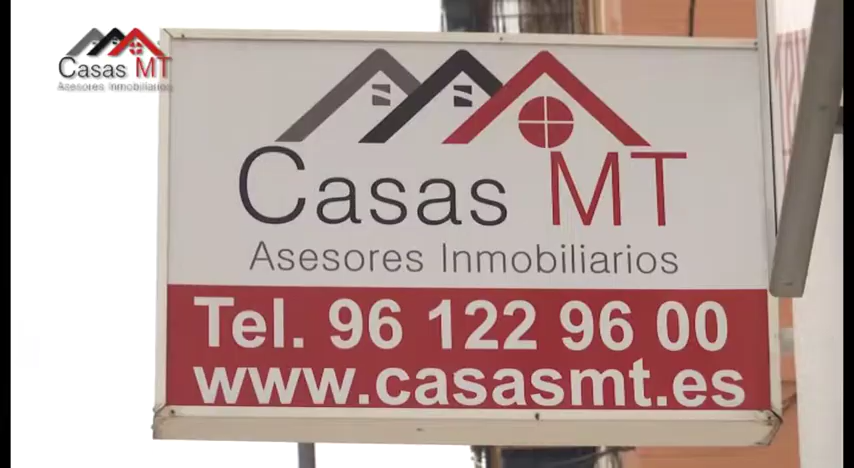 Casas MT
Asesores Inmobiliarios
Casas MT
Asesores Inmobiliarios
Tel. 96 122 96 00
www.casasmt.es